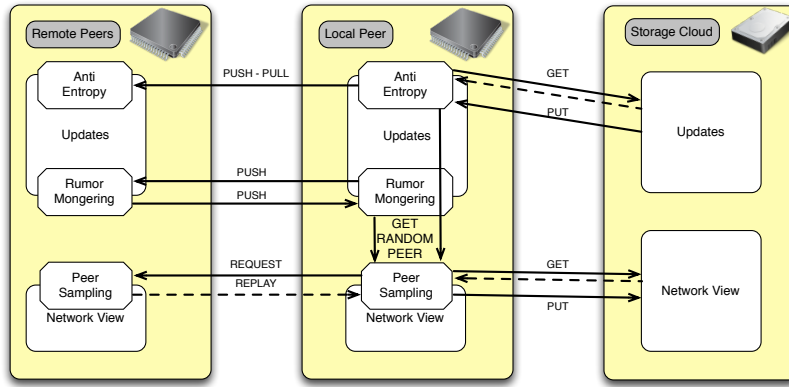 Remote Peers
Local Peer
Storage Cloud
Anti
Entropy
Updates
Rumor
Mongering
Peer
Sampling
Network View
PUSH - PULL
PUSH
PUSH
REQUEST
REPLAY
Anti
Entropy
Updates
Rumor
Mongering
GET
RANDOM
PEER
Peer
Sampling
Network View
GET
PUT
GET
PUT
Updates
Network View